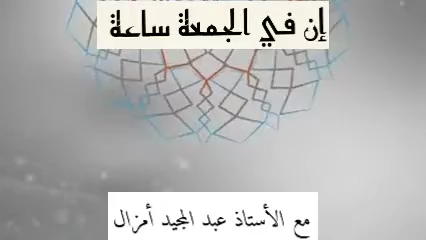 إن في الجمعة ساعة
مع الأستاذ عبد المجيد أمزال